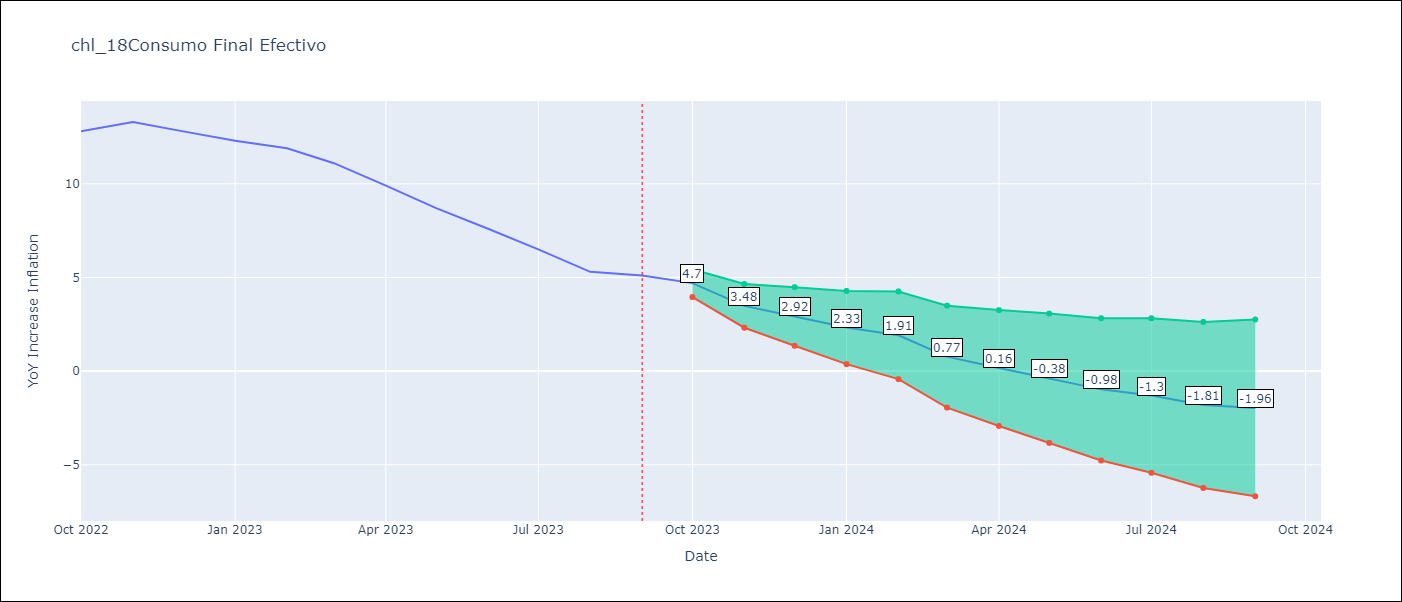 chl_18Consumo Final Efectivo
YoY Increase Inflation
10
5
0
−5
4.7
3.48
2.92
2.33
1.91
0.77
0.16
-0.38
-0.98
-1.3
-1.81
-1.96
Oct 2022
Jan 2023
Apr 2023
Jul 2023
Oct 2023
Jan 2024
Apr 2024
Jul 2024
Oct 2024
Date